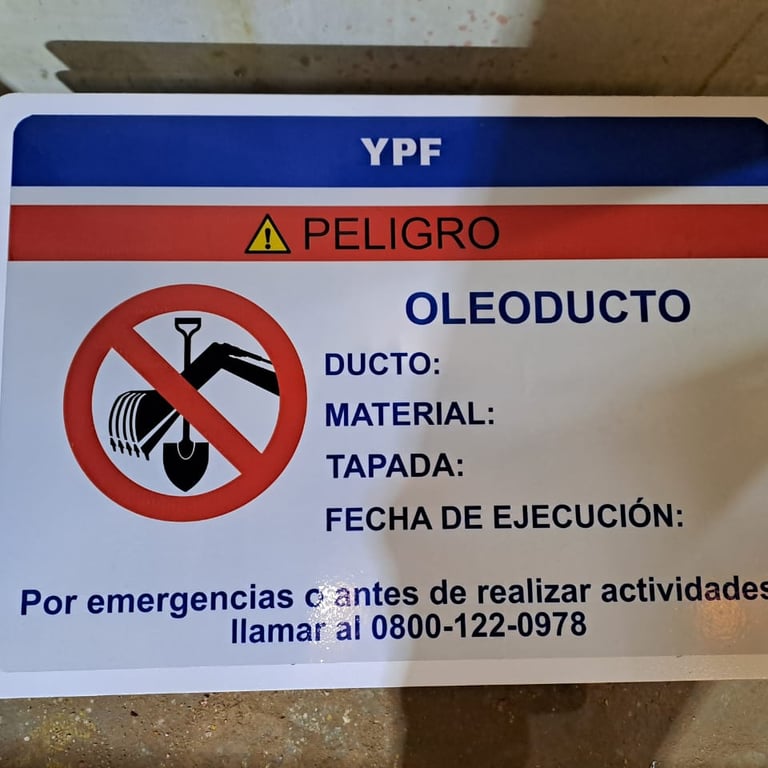 YPF
PELIGRO
OLEODUCTO
DUCTO:
MATERIAL:
TAPADA:
FECHA DE EJECUCIÓN:
Por emergencias o antes de realizar actividades
llamar al 0800-122-0978